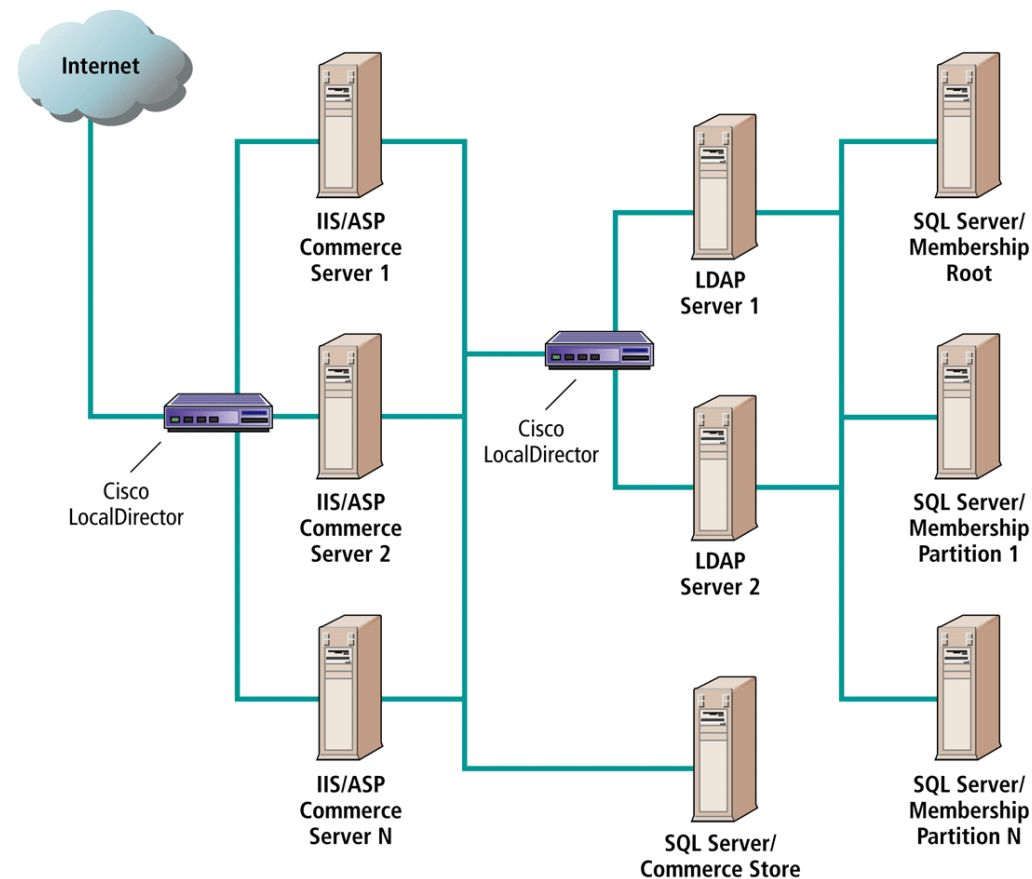 Internet
IIS/ASP
Commerce
Server 1
LDAP
Server 1
SQL Server/
Membership
Root
Cisco
LocalDirector
IIS/ASP
Commerce
Server 2
Cisco
LocalDirector
LDAP
Server 2
SQL Server/
Membership
Partition 1
IIS/ASP
Commerce
Server N
SQL Server/
Commerce Store
SQL Server/
Membership
Partition N